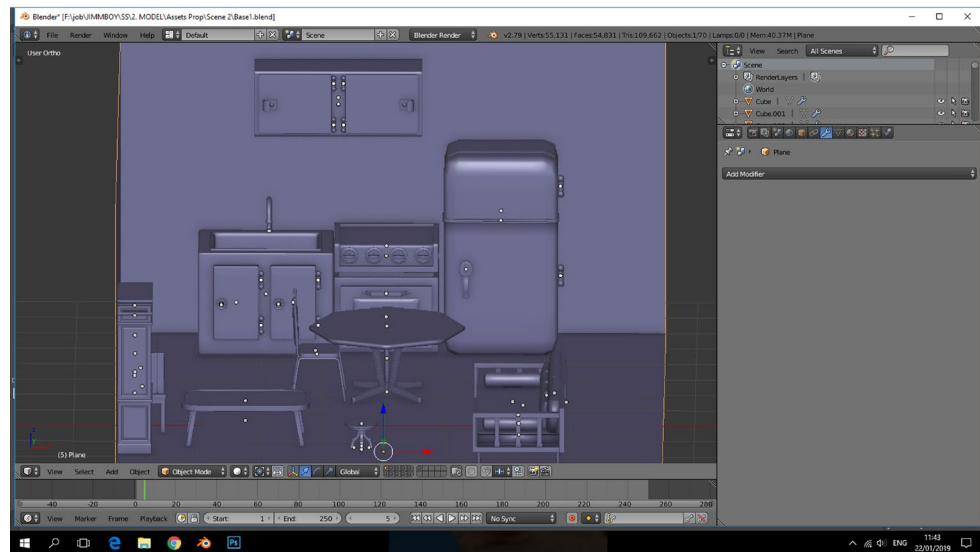 Blender* [F:\job\JIMMBOY\SS\2. MODEL\Assets Prop\Scene 2\Base1.blend]
File Render Window Help Default Scene Blender Render v2.79 | Verts:55.131 | Faces:54.831 | Tris:109.662 | Objects:1/70 | Lamps:0/0 | Mem:40.37M | Plane
User Ortho
View Search All Scenes
Scene
RenderLayers
World
Cube
Cube.001
Plane
Add Modifier
(5) Plane
View Select Add Object Object Mode Global
-40 -20 0 20 40 60 80 100 120 140 160 180 200 220 240 260 280
View Marker Frame Playback Start: 1 End: 250 5 No Sync
ENG
11:43
22/01/2019